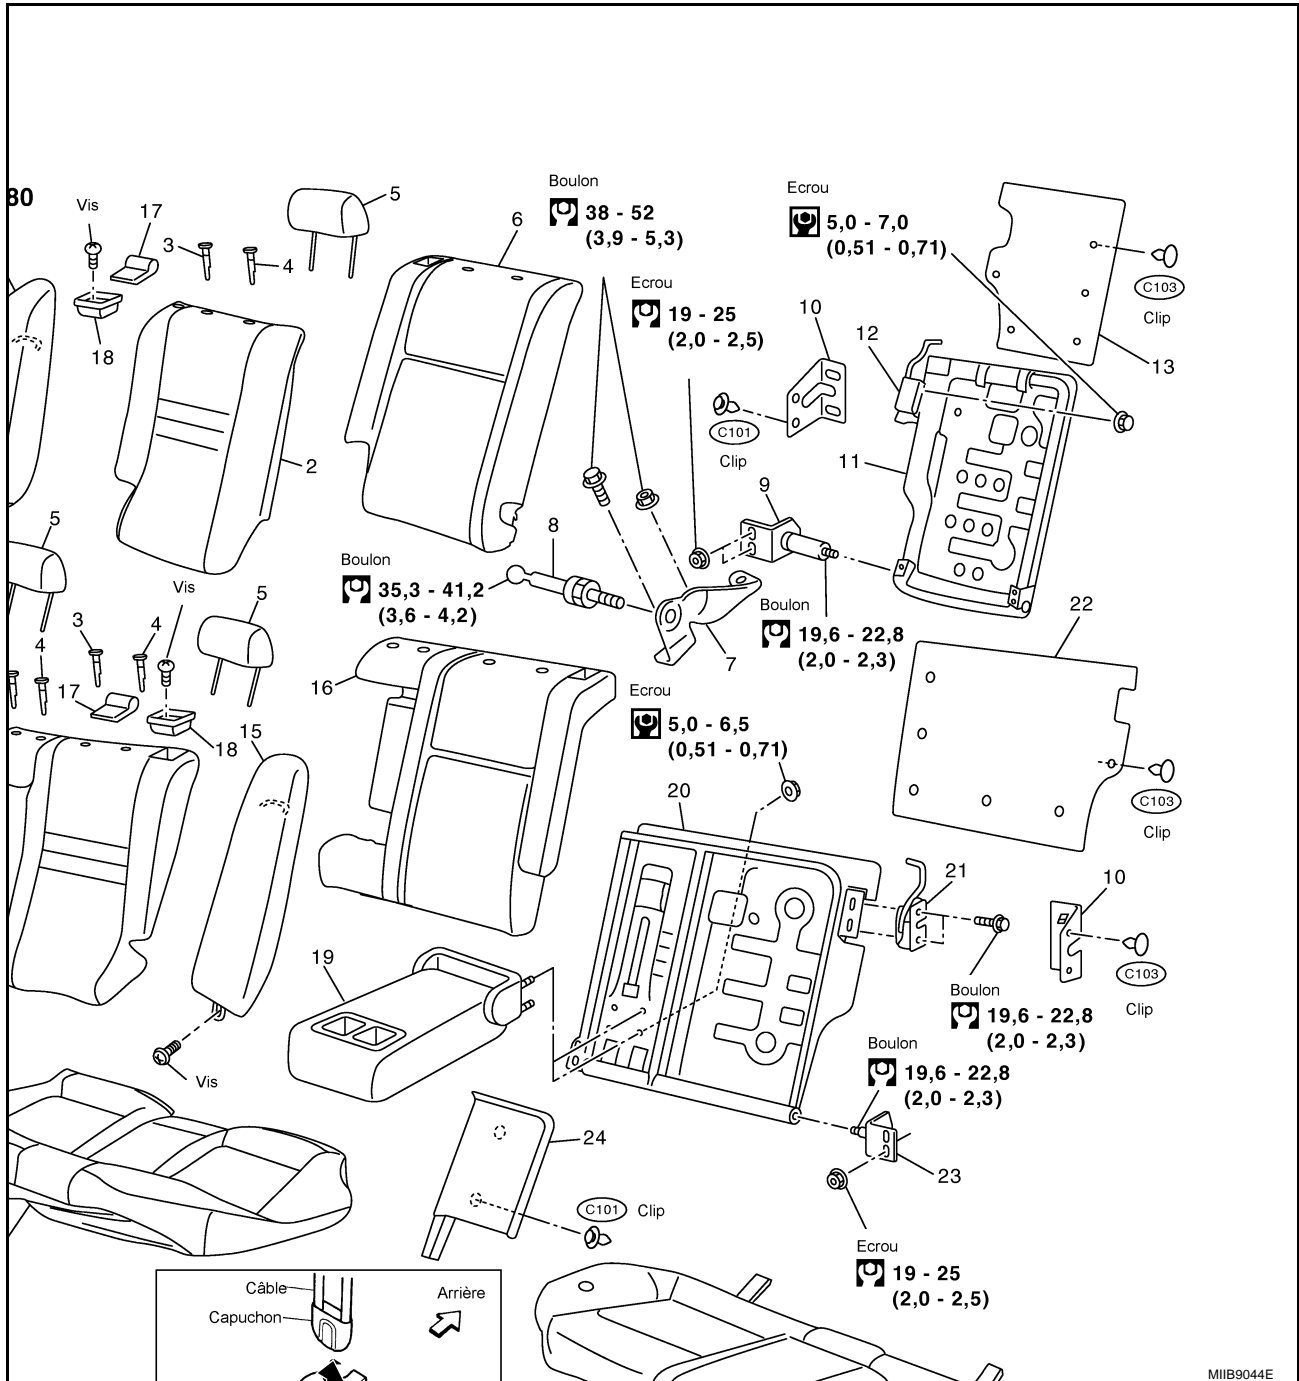 80
Vis
17
3
4
18
5
6
Boulon
38 - 52
(3,9 - 5,3)
Ecrou
19 - 25
(2,0 - 2,5)
Ecrou
5,0 - 7,0
(0,51 - 0,71)
C103
Clip
13
10
12
C101
Clip
11
2
9
8
5
Boulon
35,3 - 41,2
(3,6 - 4,2)
7
Boulon
19,6 - 22,8
(2,0 - 2,3)
22
Vis
5
3
4
4
17
18
15
16
Ecrou
5,0 - 6,5
(0,51 - 0,71)
20
C103
Clip
21
10
C103
Clip
19
Boulon
19,6 - 22,8
(2,0 - 2,3)
Boulon
19,6 - 22,8
(2,0 - 2,3)
Vis
24
23
C101
Clip
Ecrou
19 - 25
(2,0 - 2,5)
Câble
Capuchon
Arrière
MIIB9044E